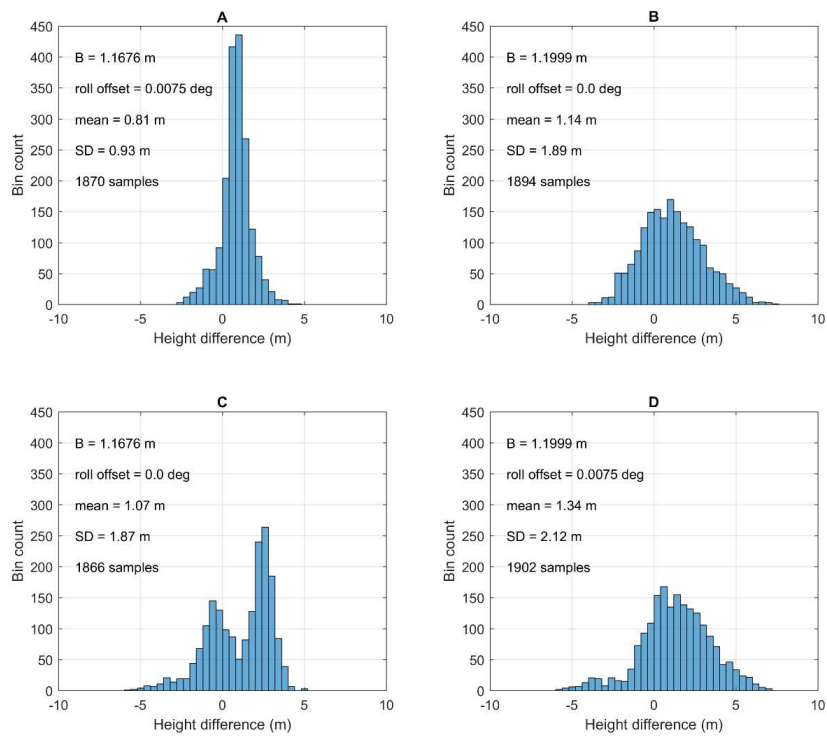 A
450
400
350
300
250
200
150
100
50
0
Bin count
B = 1.1676 m
roll offset = 0.0075 deg
mean = 0.81 m
SD = 0.93 m
1870 samples
-10 -5 0 5 10
Height difference (m)
B
450
400
350
300
250
200
150
100
50
0
Bin count
B = 1.1999 m
roll offset = 0.0 deg
mean = 1.14 m
SD = 1.89 m
1894 samples
-10 -5 0 5 10
Height difference (m)
C
450
400
350
300
250
200
150
100
50
0
Bin count
B = 1.1676 m
roll offset = 0.0 deg
mean = 1.07 m
SD = 1.87 m
1866 samples
-10 -5 0 5 10
Height difference (m)
D
450
400
350
300
250
200
150
100
50
0
Bin count
B = 1.1999 m
roll offset = 0.0075 deg
mean = 1.34 m
SD = 2.12 m
1902 samples
-10 -5 0 5 10
Height difference (m)